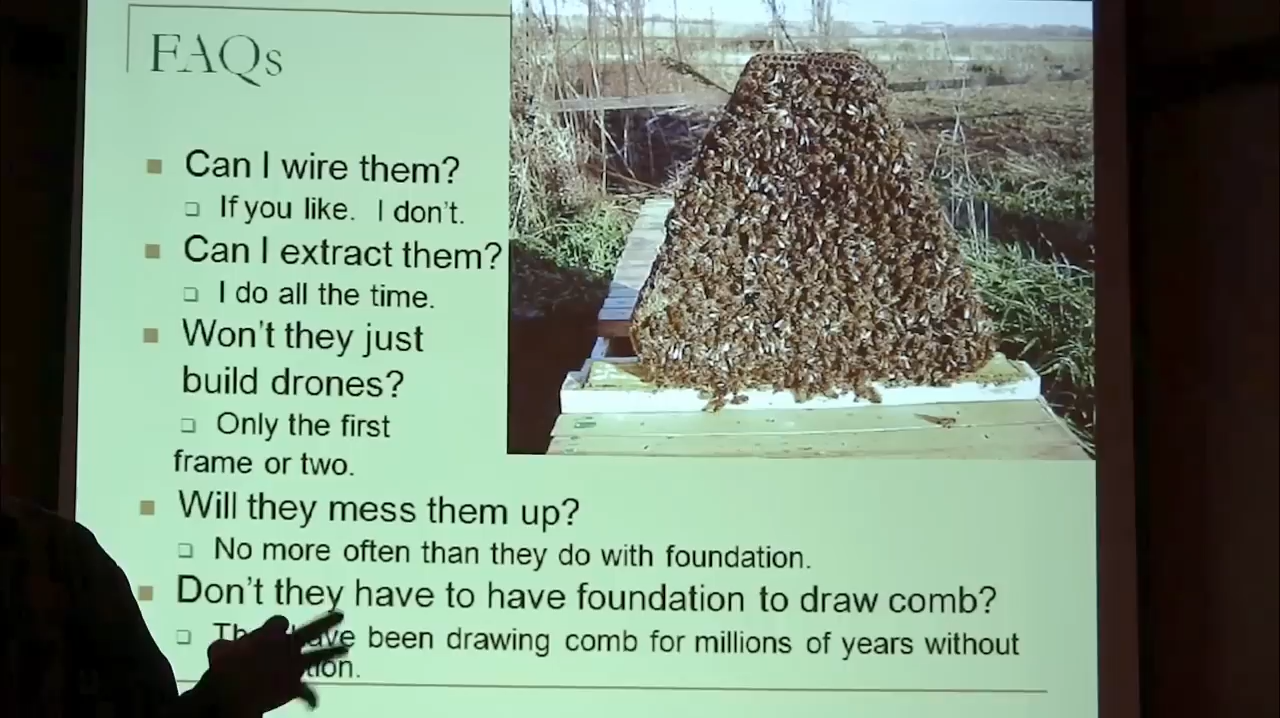 FAQs
Can I wire them?
If you like. I don't.
Can I extract them?
I do all the time.
Won't they just
build drones?
Only the first
frame or two.
Will they mess them up?
No more often than they do with foundation.
Don't they have to have foundation to draw comb?
been drawing comb for millions of years without